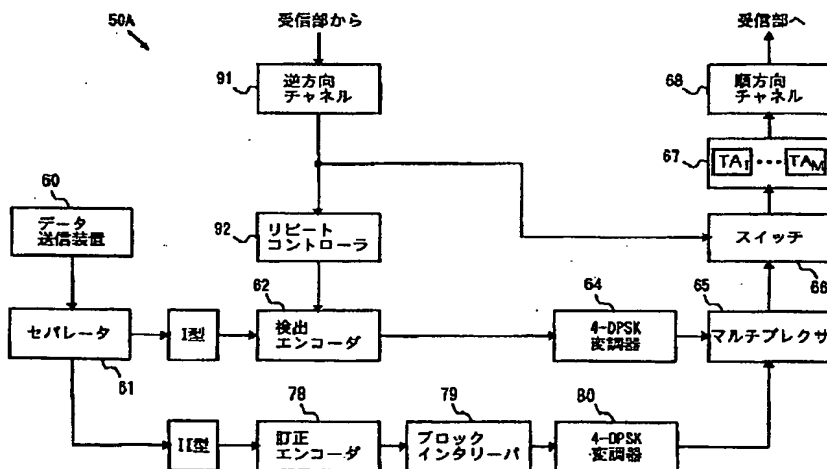 50A
受信部から
受信部へ
91
逆方向
チャネル
68
順方向
チャネル
67
TAI ••• TAM
60
データ
送信装置
92
リピート
コントローラ
スイッチ
66
62
64
65
セパレータ
61
I型
検出
エンコーダ
4-DPSK
変調器
マルチプレクサ
78
79
80
II型
訂正
エンコーダ
ブロック
インタリーバ
4-DPSK
変調器